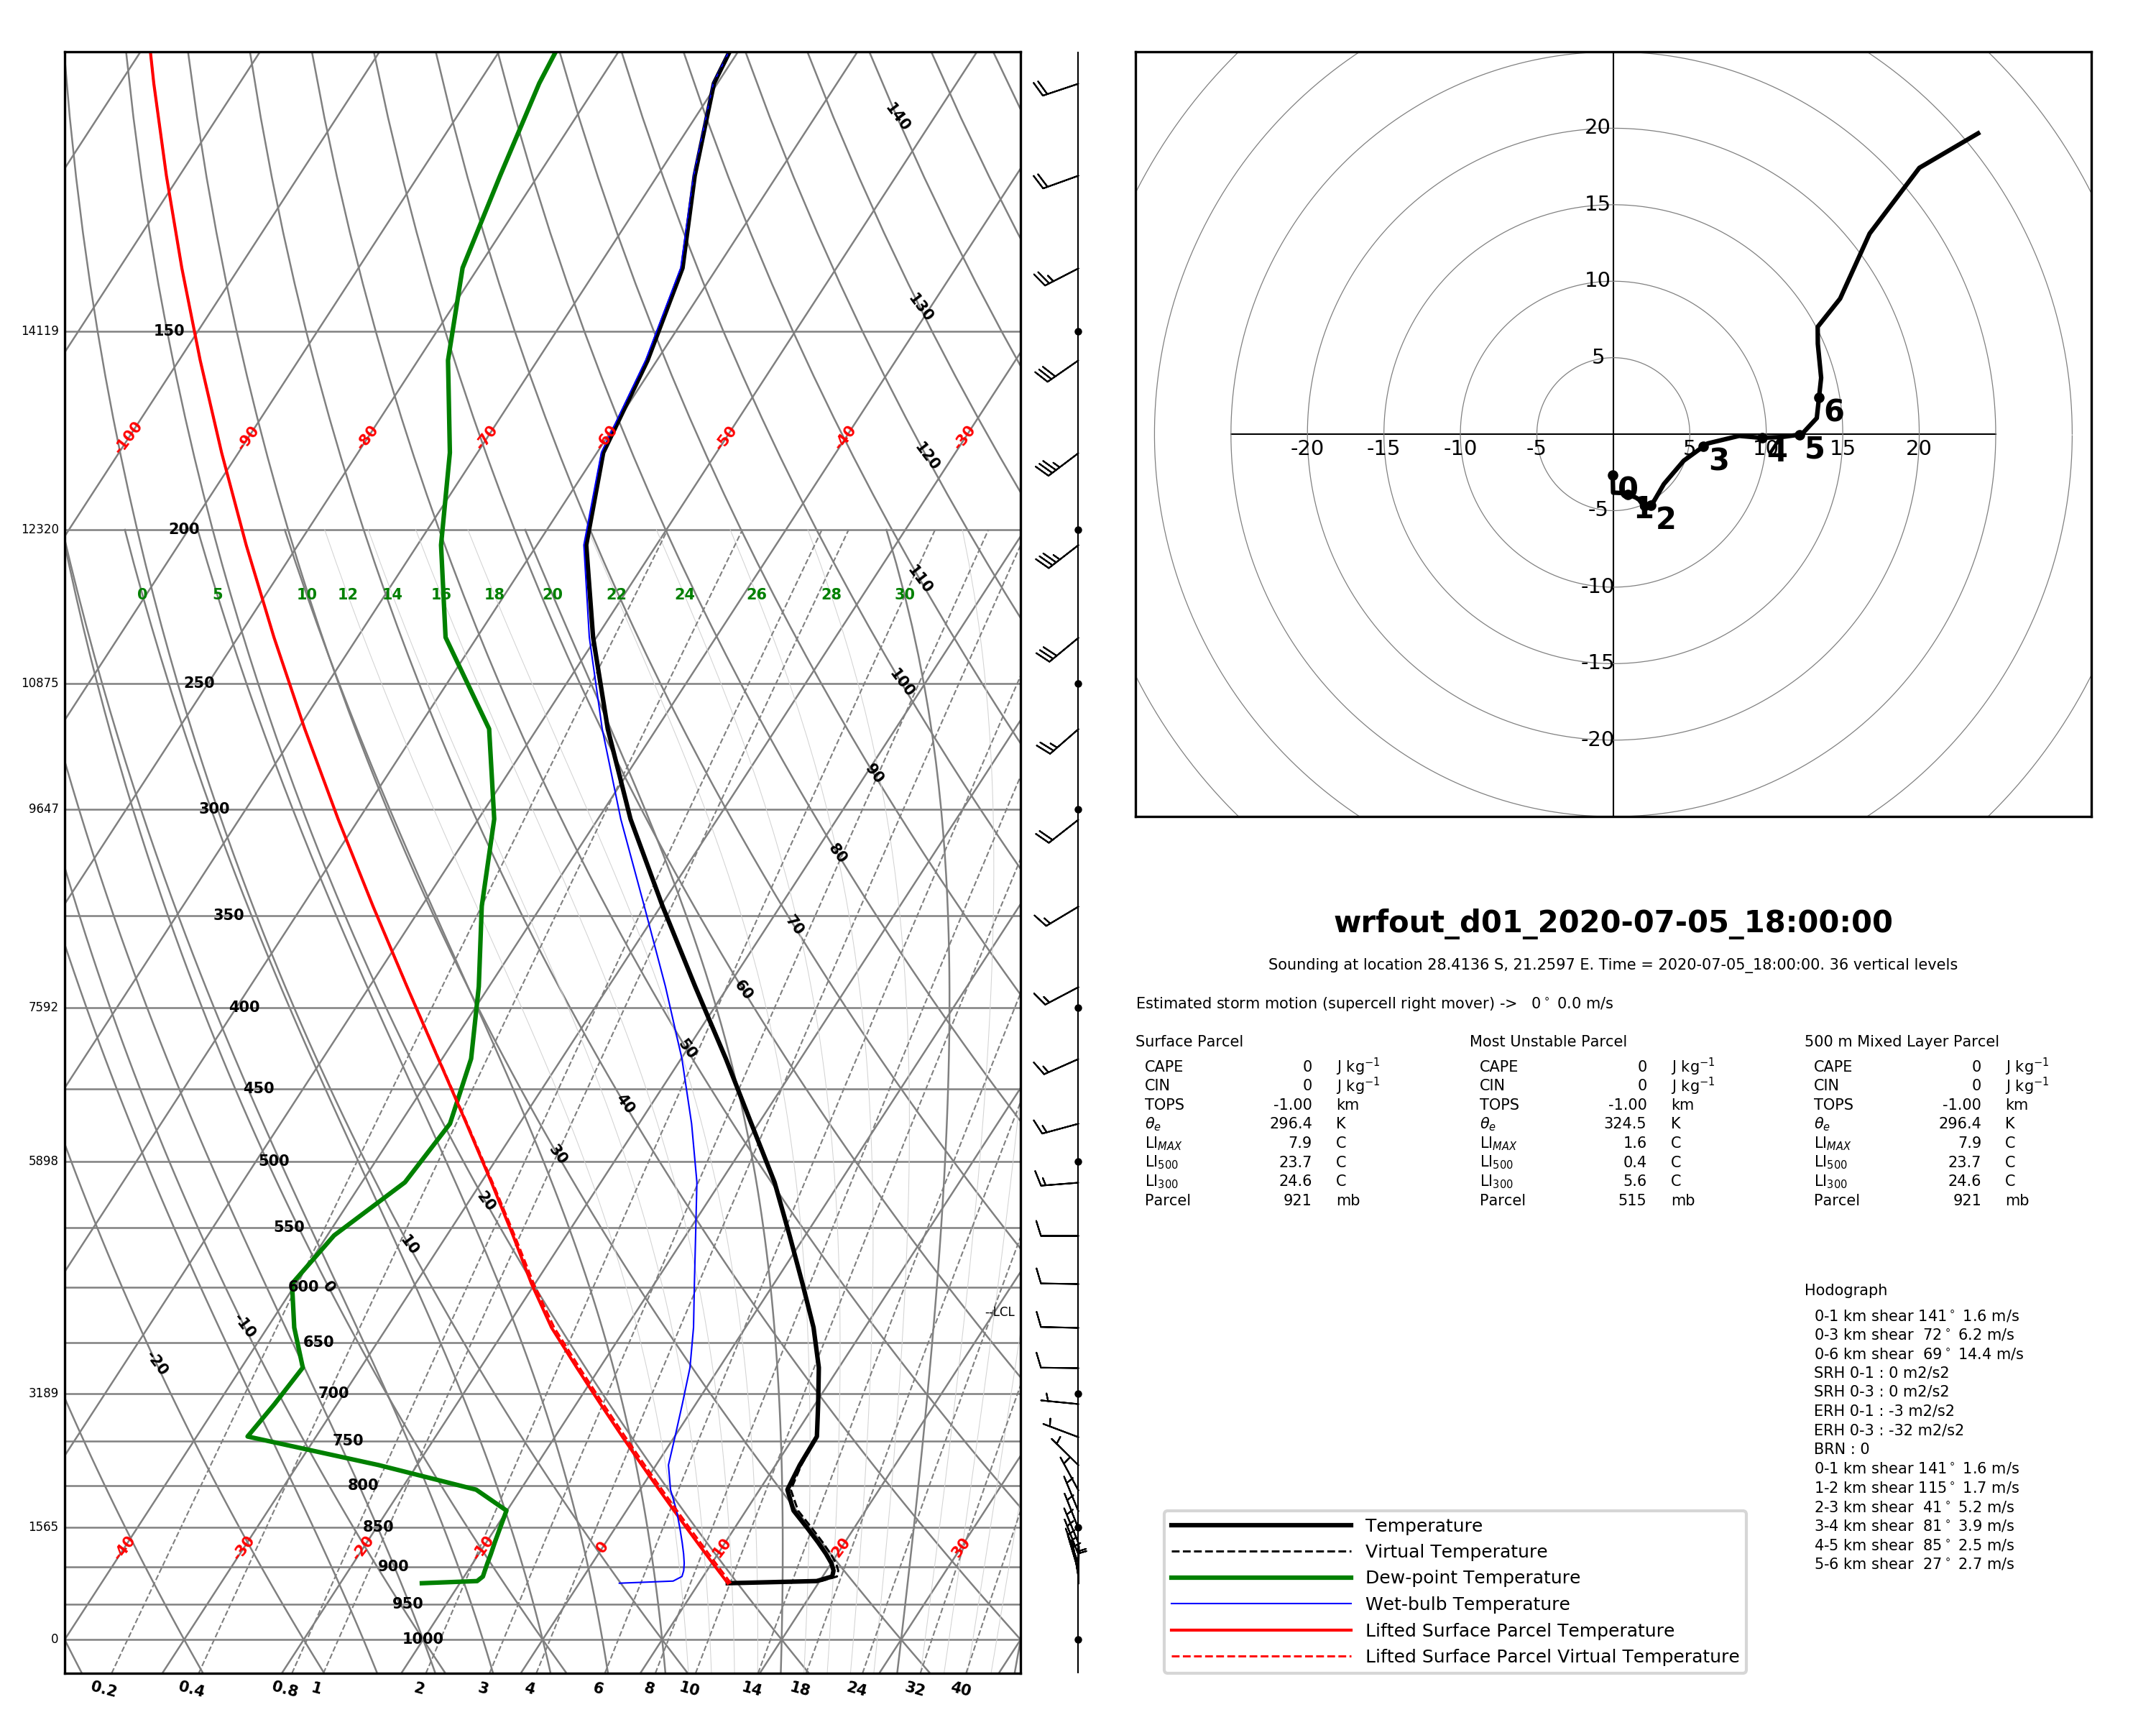 140
130
120
110
100
90
80
70
60
50
40
30
20
10
0
-10
-20
14119 150
-100 -90 -80 -70 -60 -50 -40 -30
12320 200
0 5 10 12 14 16 18 20 22 24 26 28 30
10875 250
9647 300
350
7592 400
450
5898 500
550
600
--LCL
650
3189 700
750
800
1565 850
-40 -30 -20 -10 0 10 20 30
900
950
0 1000
0.2 0.4 0.8 1 2 3 4 6 8 10 14 18 24 32 40
20
15
10
5
-20 -15 -10 -5 5 10 15 20
-5
-10
-15
-20
0 1 2 3 4 5 6
wrfout_d01_2020-07-05_18:00:00
Sounding at location 28.4136 S, 21.2597 E. Time = 2020-07-05_18:00:00. 36 vertical levels
Estimated storm motion (supercell right mover) -> 0° 0.0 m/s
Surface Parcel Most Unstable Parcel 500 m Mixed Layer Parcel
CAPE 0 J kg⁻¹ CAPE 0 J kg⁻¹ CAPE 0 J kg⁻¹
CIN 0 J kg⁻¹ CIN 0 J kg⁻¹ CIN 0 J kg⁻¹
TOPS -1.00 km TOPS -1.00 km TOPS -1.00 km
θe 296.4 K θe 324.5 K θe 296.4 K
LIMAX 7.9 C LIMAX 1.6 C LIMAX 7.9 C
LI500 23.7 C LI500 0.4 C LI500 23.7 C
LI300 24.6 C LI300 5.6 C LI300 24.6 C
Parcel 921 mb Parcel 515 mb Parcel 921 mb
Hodograph
0-1 km shear 141° 1.6 m/s
0-3 km shear 72° 6.2 m/s
0-6 km shear 69° 14.4 m/s
SRH 0-1 : 0 m2/s2
SRH 0-3 : 0 m2/s2
ERH 0-1 : -3 m2/s2
ERH 0-3 : -32 m2/s2
BRN : 0
0-1 km shear 141° 1.6 m/s
1-2 km shear 115° 1.7 m/s
2-3 km shear 41° 5.2 m/s
3-4 km shear 81° 3.9 m/s
4-5 km shear 85° 2.5 m/s
5-6 km shear 27° 2.7 m/s
Temperature
Virtual Temperature
Dew-point Temperature
Wet-bulb Temperature
Lifted Surface Parcel Temperature
Lifted Surface Parcel Virtual Temperature